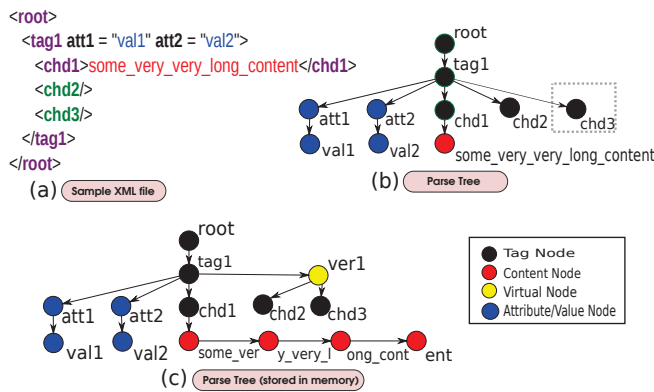 <root>
<tag1 att1 = "val1" att2 = "val2">
<chd1>some_very_very_long_content</chd1>
<chd2/>
<chd3/>
</tag1>
</root>
(a) Sample XML file
root
tag1
att1
att2
chd1
chd2
chd3
val1
val2
some_very_very_long_content
(b) Parse Tree
root
tag1
ver1
att1
att2
chd1
chd2
chd3
val1
val2
some_ver
y_very_l
ong_cont
ent
(c) Parse Tree (stored in memory)
Tag Node
Content Node
Virtual Node
Attribute/Value Node